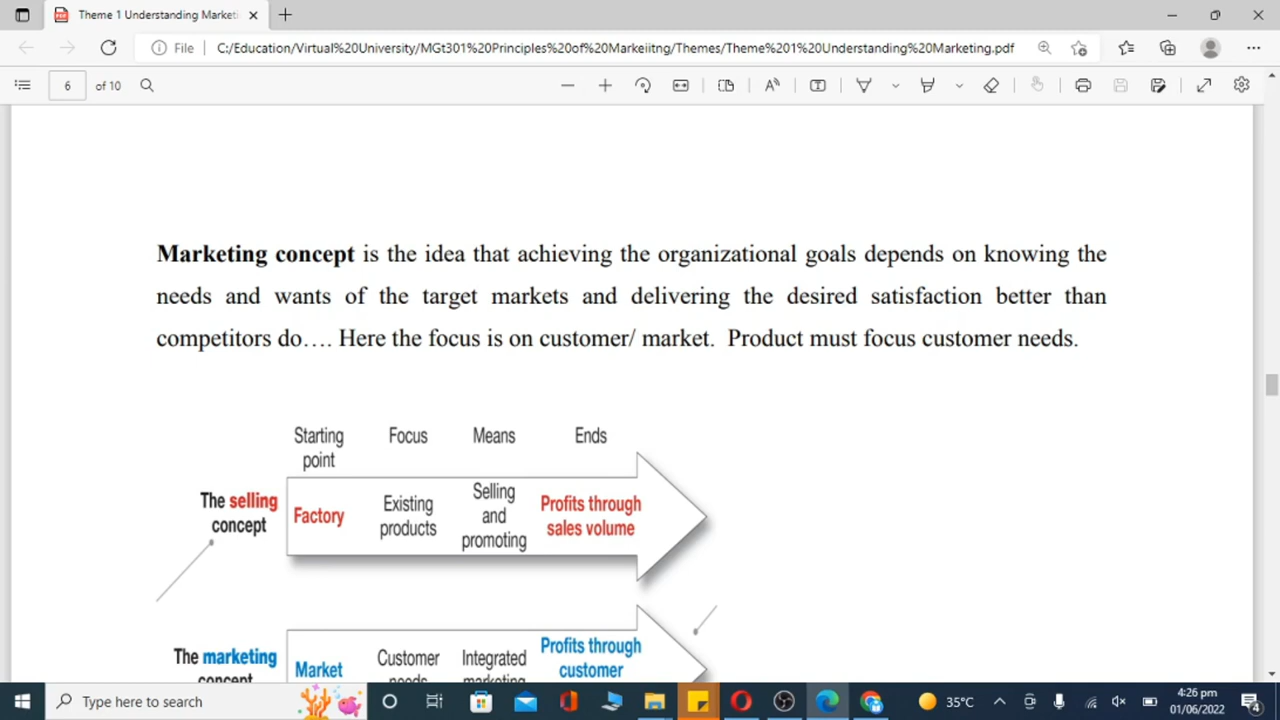 Theme 1 Understanding Marketi
File
C:/Education/Virtual%20University/MGt301%20Principles%20of%20Markeiitng/Themes/Theme%201%20Understanding%20Marketing.pdf
6 of 10
Marketing concept is the idea that achieving the organizational goals depends on knowing the
needs and wants of the target markets and delivering the desired satisfaction better than
competitors do…. Here the focus is on customer/ market. Product must focus customer needs.
Starting
point
Focus
Means
Ends
The selling
concept
Factory
Existing
products
Selling
and
promoting
Profits through
sales volume
The marketing
concept
Market
Customer
needs
Integrated
marketing
Profits through
customer
Type here to search
35°C
4:26 pm
01/06/2022
4